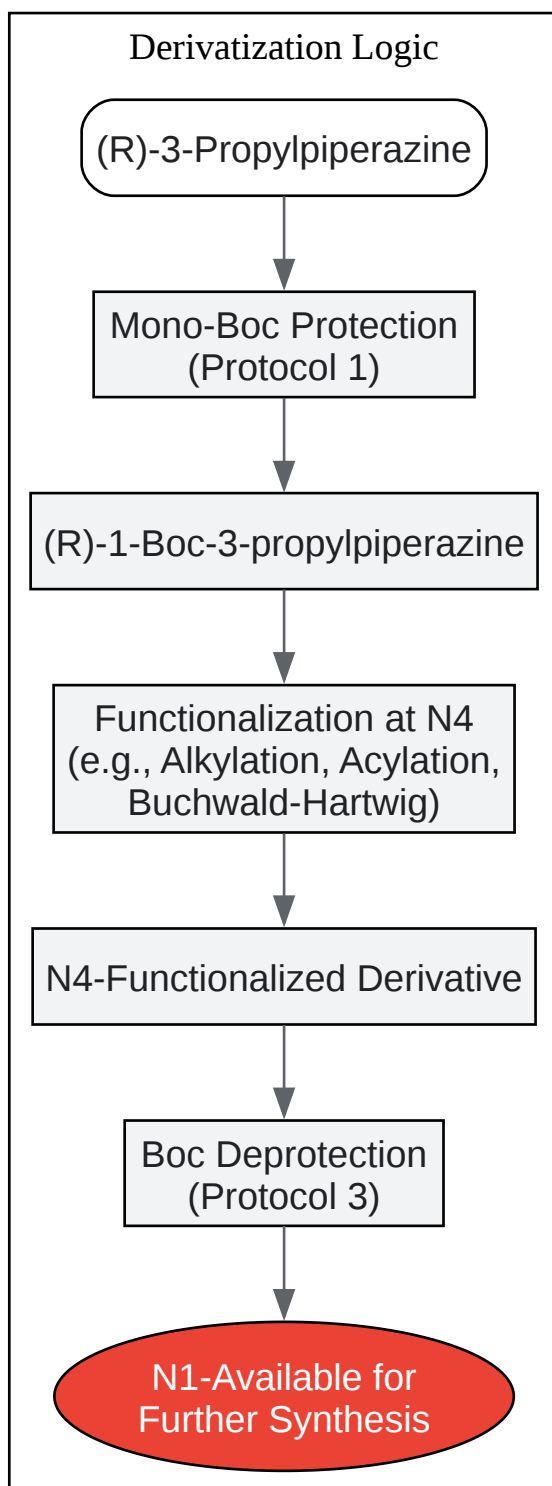 Derivatization Logic
(R)-3-Propylpiperazine
Mono-Boc Protection
(Protocol 1)
(R)-1-Boc-3-propylpiperazine
Functionalization at N4
(e.g., Alkylation, Acylation,
Buchwald-Hartwig)
N4-Functionalized Derivative
Boc Deprotection
(Protocol 3)
N1-Available for
Further Synthesis